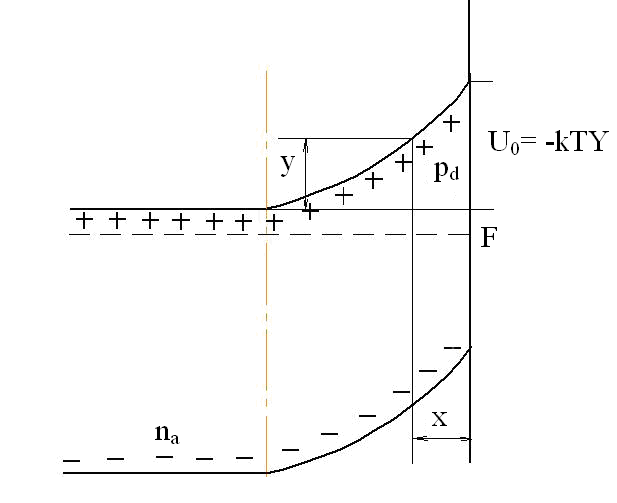 U₀= -kTY
y
p_d
F
n_a
x